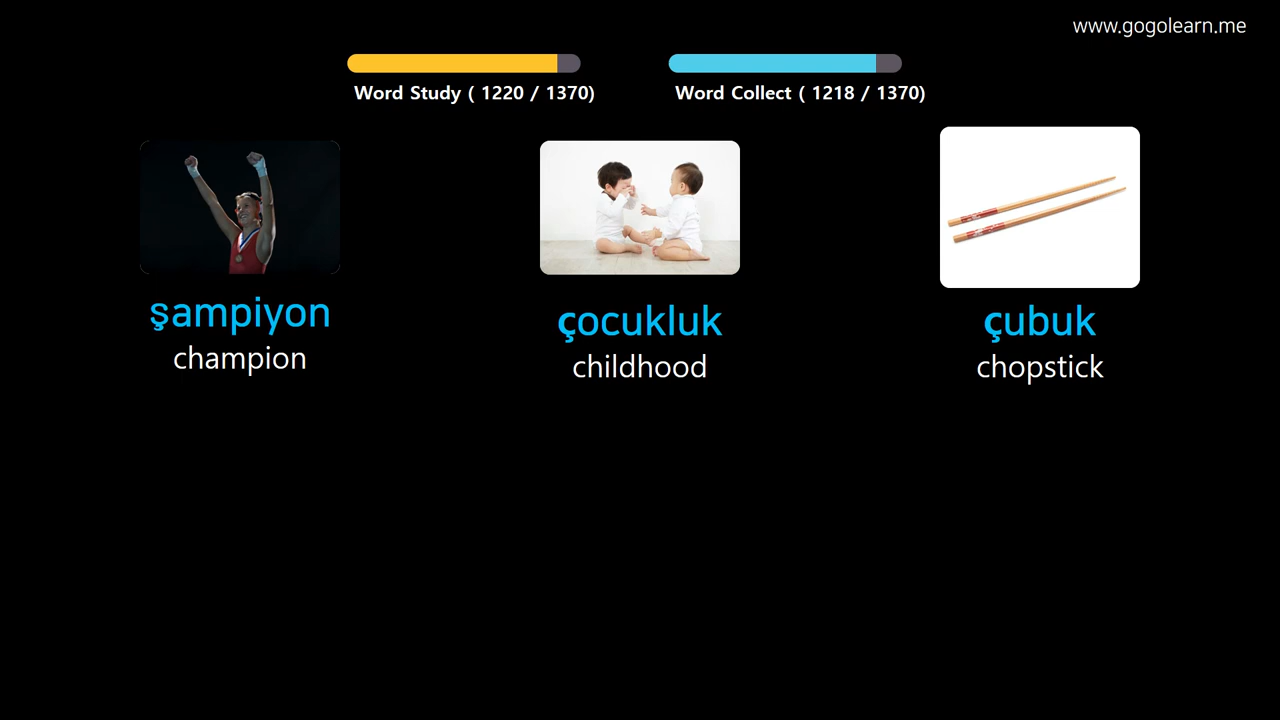 www.gogolearn.me
Word Study ( 1220 / 1370)
Word Collect ( 1218 / 1370)
şampiyon
champion
çocukluk
childhood
çubuk
chopstick